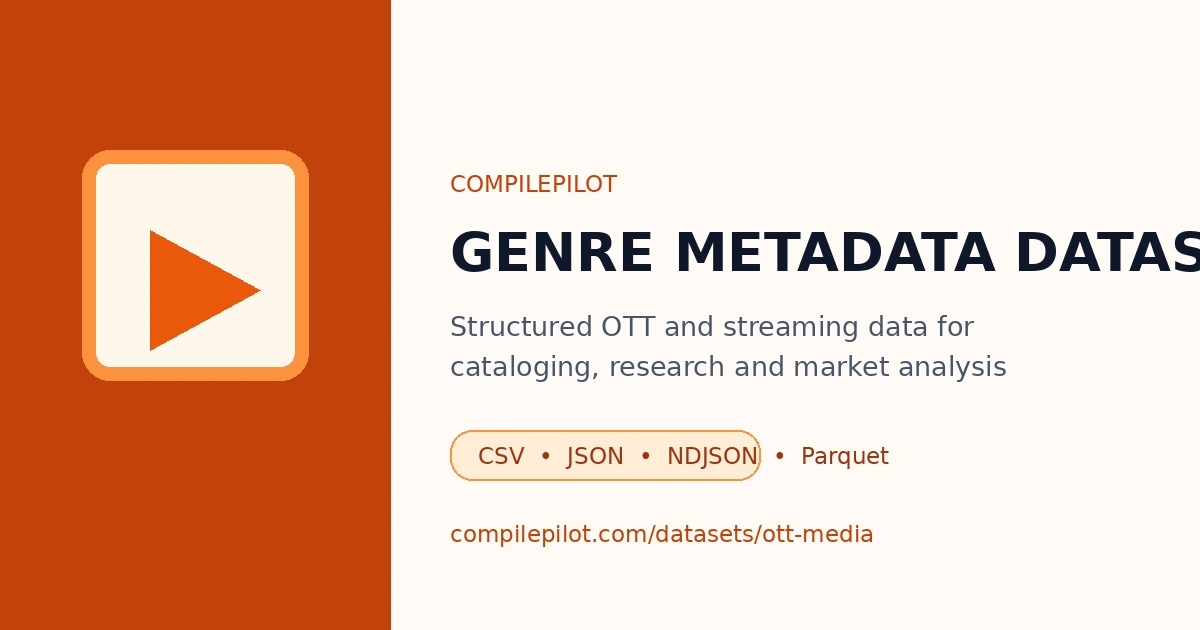 COMPILEPILOT
GENRE METADATA DATAS
Structured OTT and streaming data for
cataloging, research and market analysis
CSV • JSON • NDJSON • Parquet
compilepilot.com/datasets/ott-media